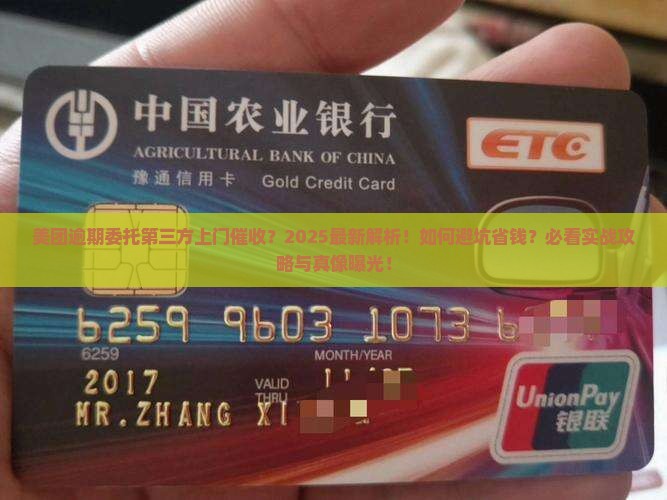 中国农业银行
ETC
AGRICULTURAL BANK OF CHINA
豫通信用卡 Gold Credit Card
美团逾期委托第三方上门催收？2025最新解析！如何避坑省钱？必看实战攻
略与真像曝光！
6259 9603 1073 6
6259
MONTH/YEAR
2017 VALID THRU 11
MR.ZHANG XI
UnionPay
银联